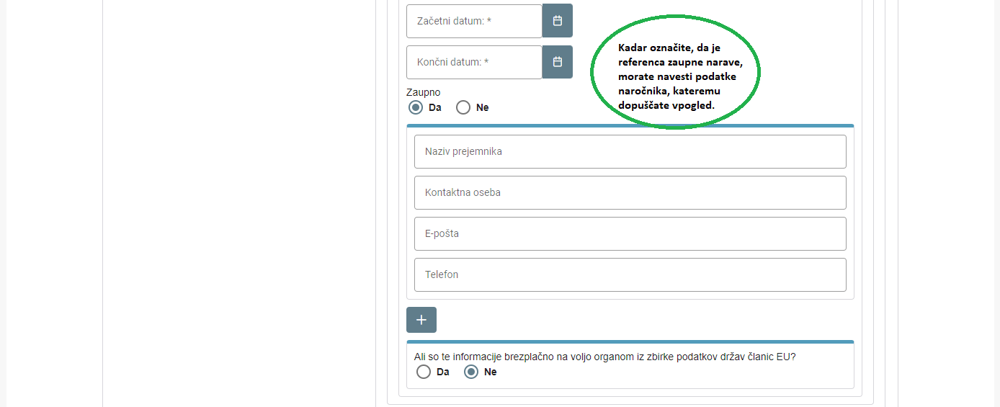 Začetni datum: *
Končni datum: *
Kadar označite, da je
referenca zaupne narave,
morate navesti podatke
naročnika, kateremu
dopuščate vpogled.
Zaupno
Da Ne
Naziv prejemnika
Kontaktna oseba
E-pošta
Telefon
Ali so te informacije brezplačno na voljo organom iz zbirke podatkov držav članic EU?
Da Ne